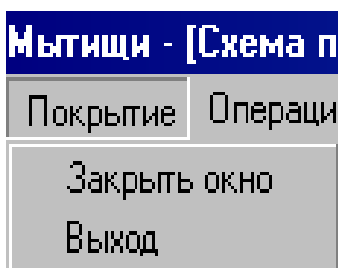 Мытищи - [Схема п
Покрытие Операци
Закрыть окно
Выход